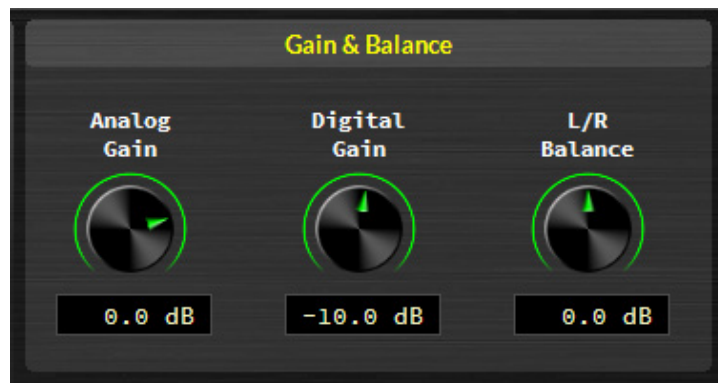 Gain & Balance
Analog
Gain
Digital
Gain
L/R
Balance
0.0 dB
-10.0 dB
0.0 dB